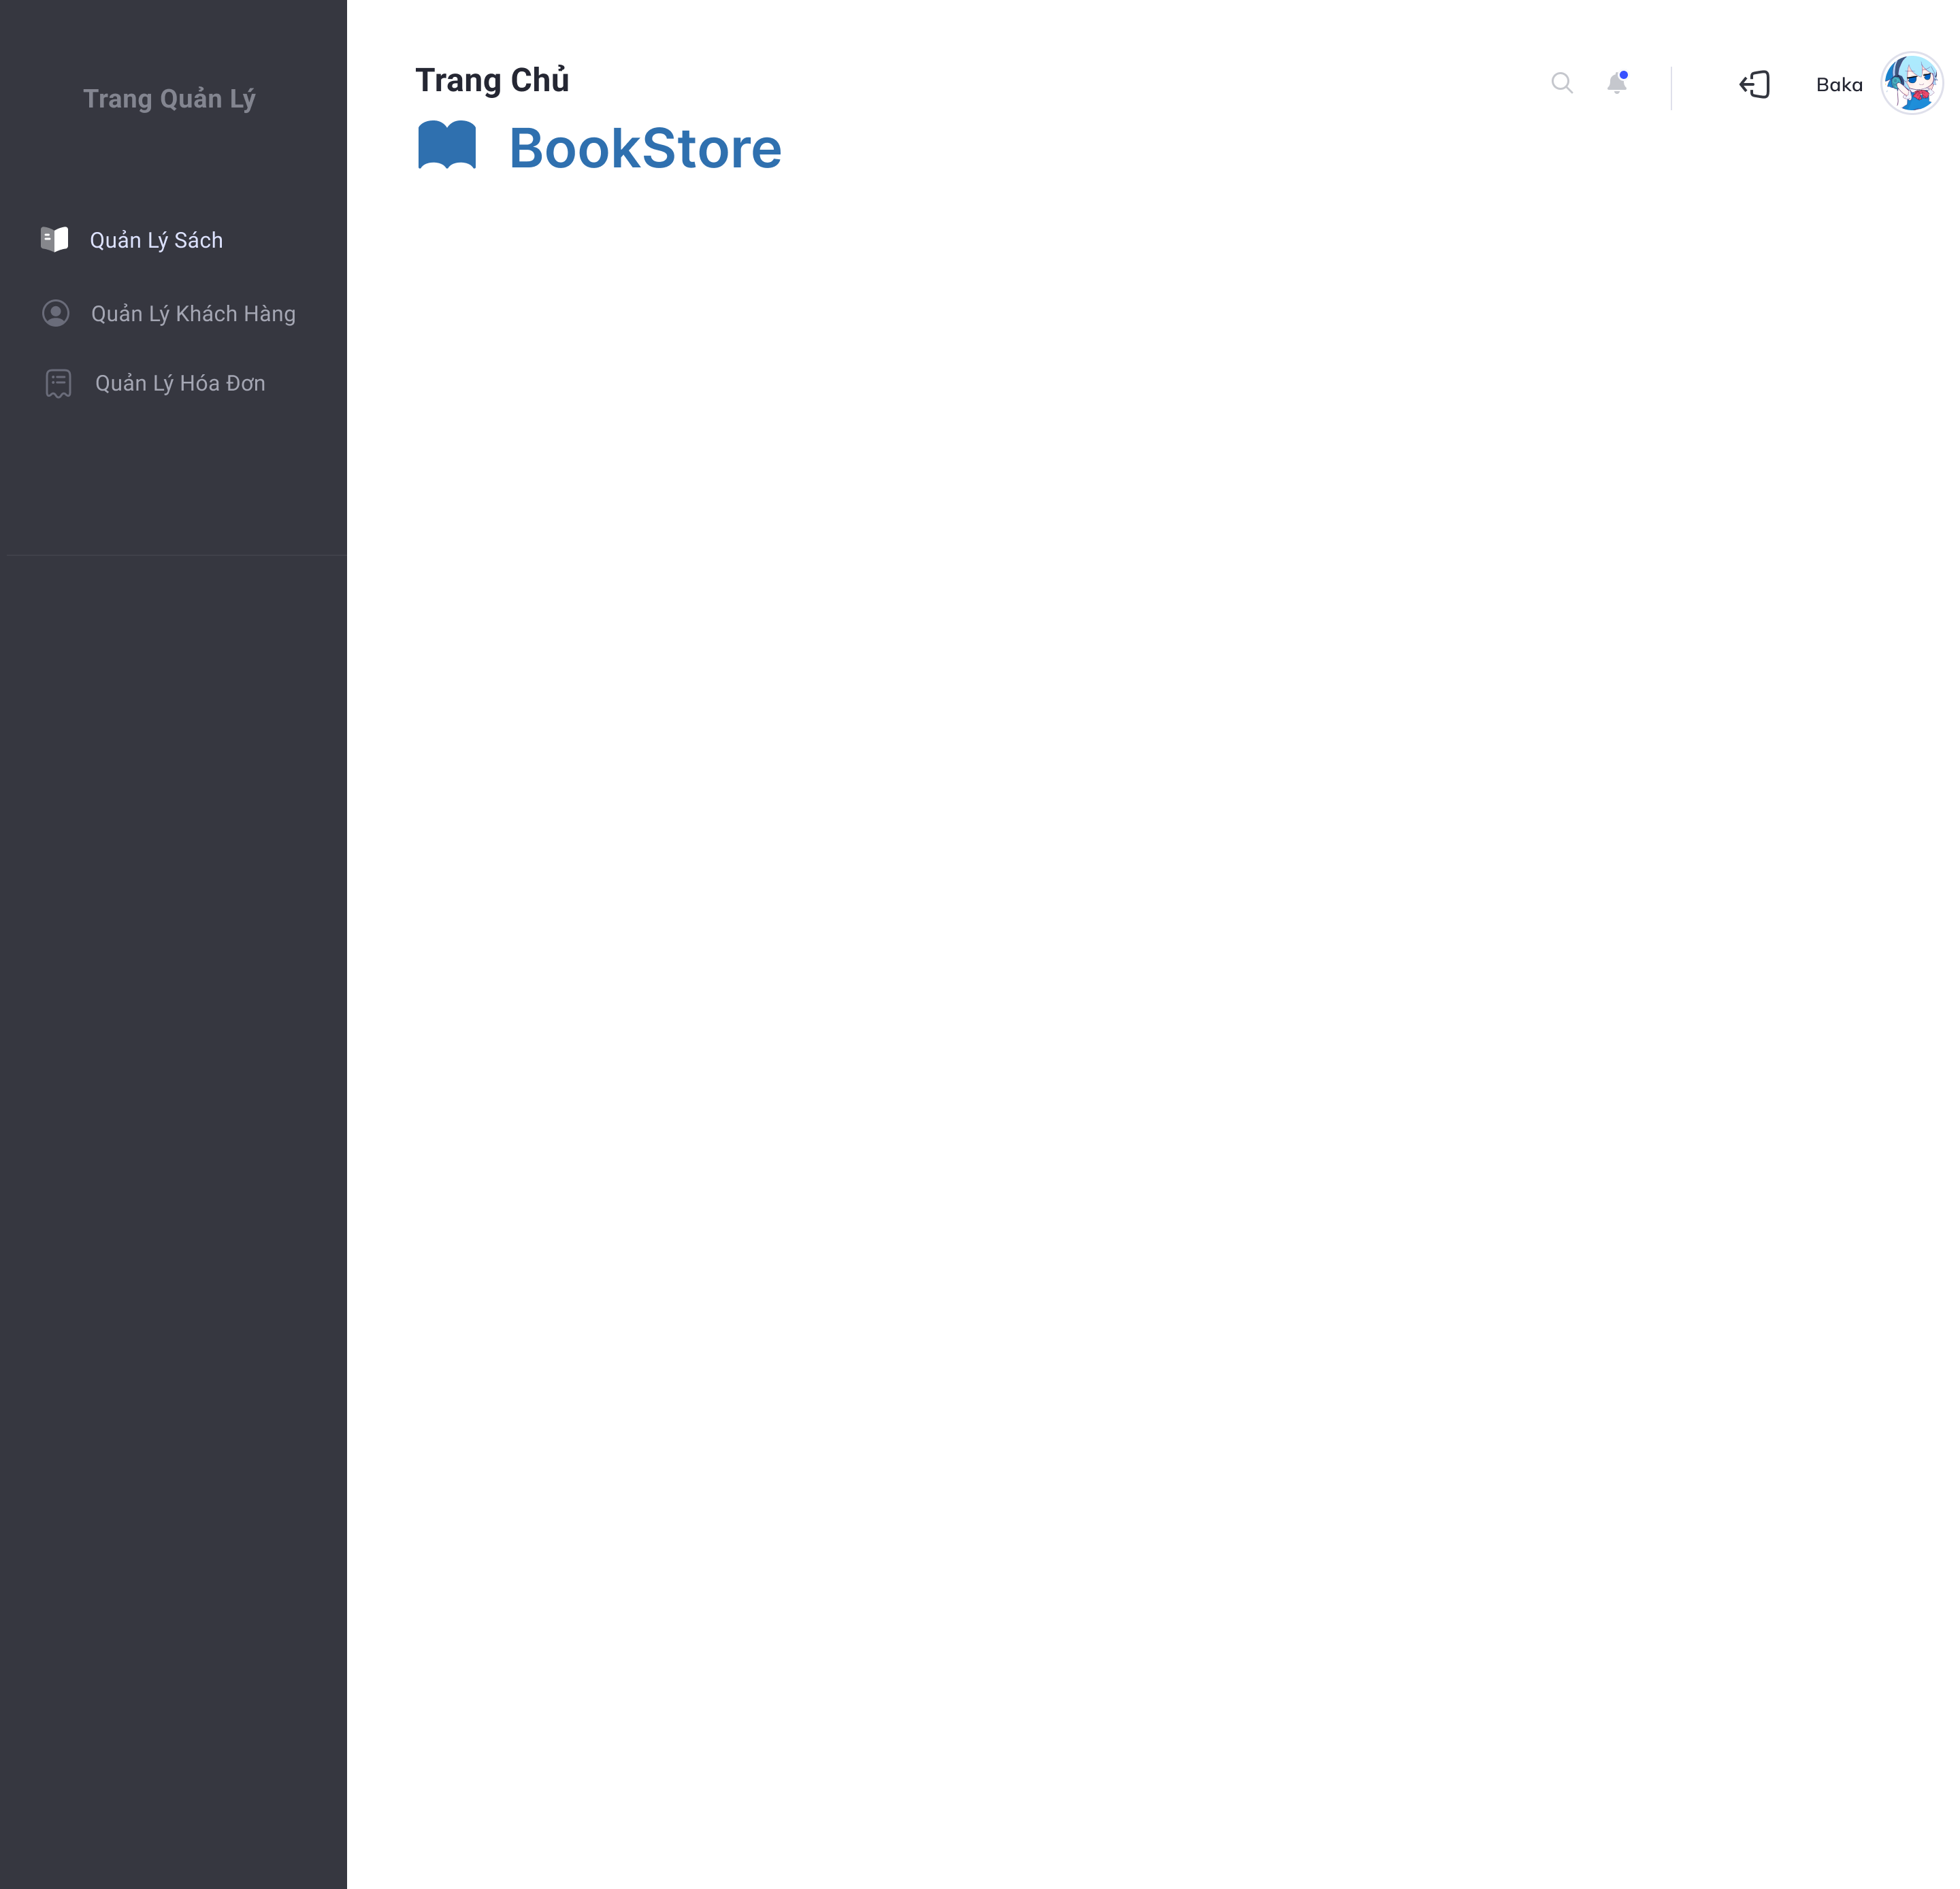 Trang Quản Lý
Quản Lý Sách
Quản Lý Khách Hàng
Quản Lý Hóa Đơn
Trang Chủ
BookStore
Baka